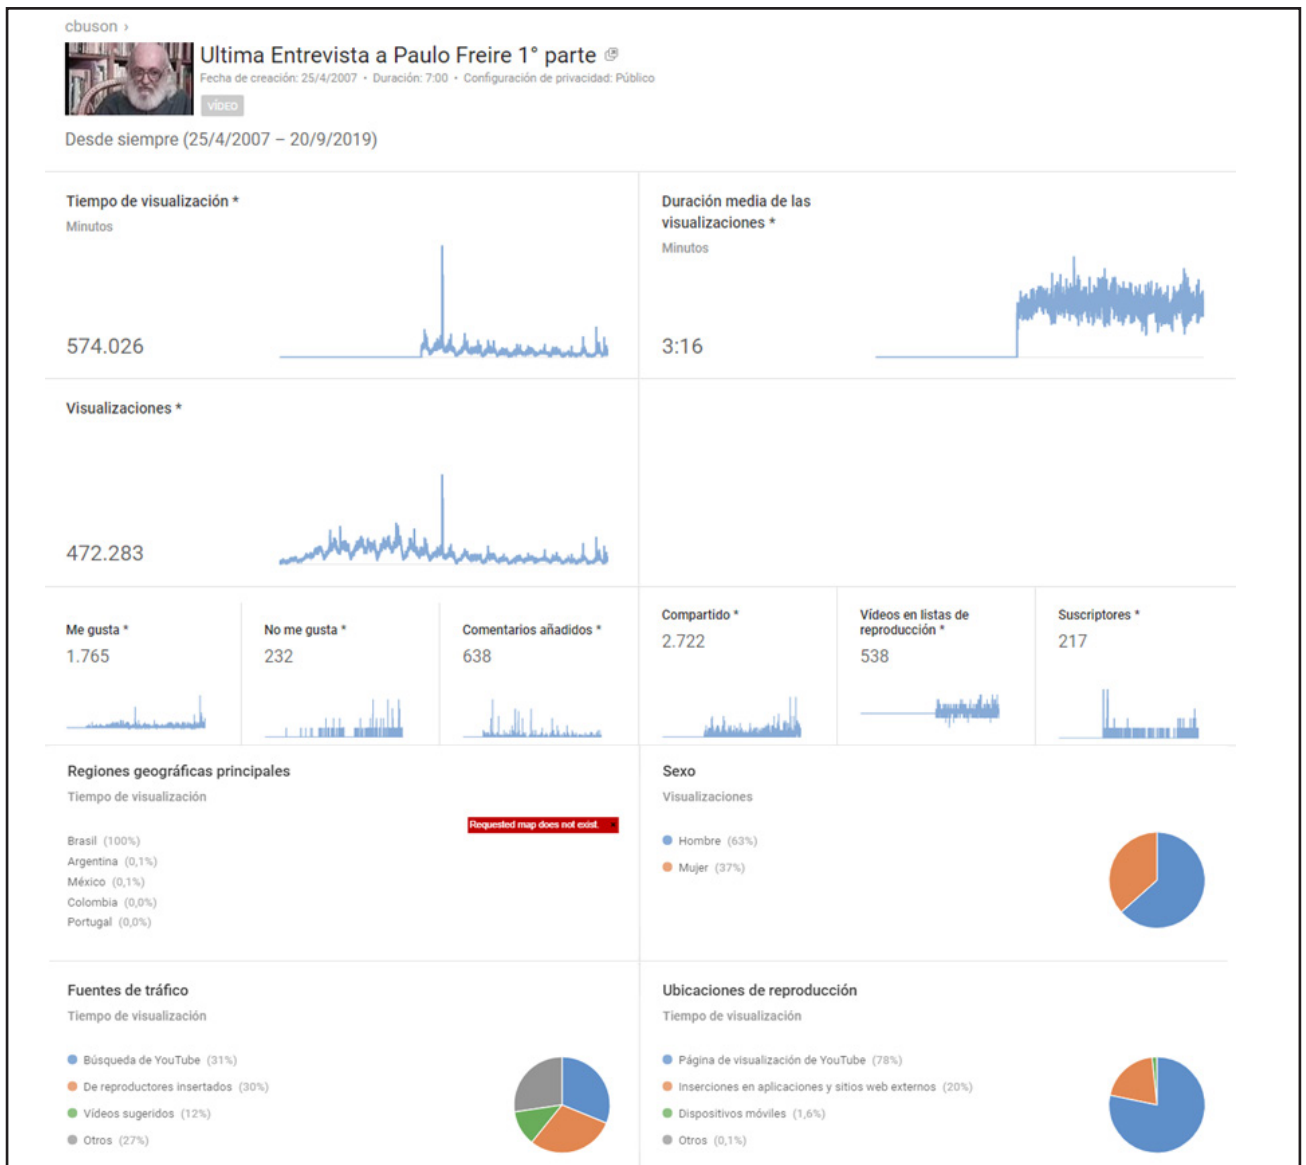 cbuson ›
Ultima Entrevista a Paulo Freire 1° parte
Fecha de creación: 25/4/2007 • Duración: 7:00 • Configuración de privacidad: Público
VÍDEO
Desde siempre (25/4/2007 – 20/9/2019)
Tiempo de visualización *
Minutos
574.026
Duración media de las
visualizaciones *
Minutos
3:16
Visualizaciones *
472.283
Me gusta *
1.765
No me gusta *
232
Comentarios añadidos *
638
Compartido *
2.722
Vídeos en listas de
reproducción *
538
Suscriptores *
217
Regiones geográficas principales
Tiempo de visualización
Requested map does not exist. ×
Brasil (100%)
Argentina (0,1%)
México (0,1%)
Colombia (0,0%)
Portugal (0,0%)
Sexo
Visualizaciones
Hombre (63%)
Mujer (37%)
Fuentes de tráfico
Tiempo de visualización
Búsqueda de YouTube (31%)
De reproductores insertados (30%)
Vídeos sugeridos (12%)
Otros (27%)
Ubicaciones de reproducción
Tiempo de visualización
Página de visualización de YouTube (78%)
Inserciones en aplicaciones y sitios web externos (20%)
Dispositivos móviles (1,6%)
Otros (0,1%)